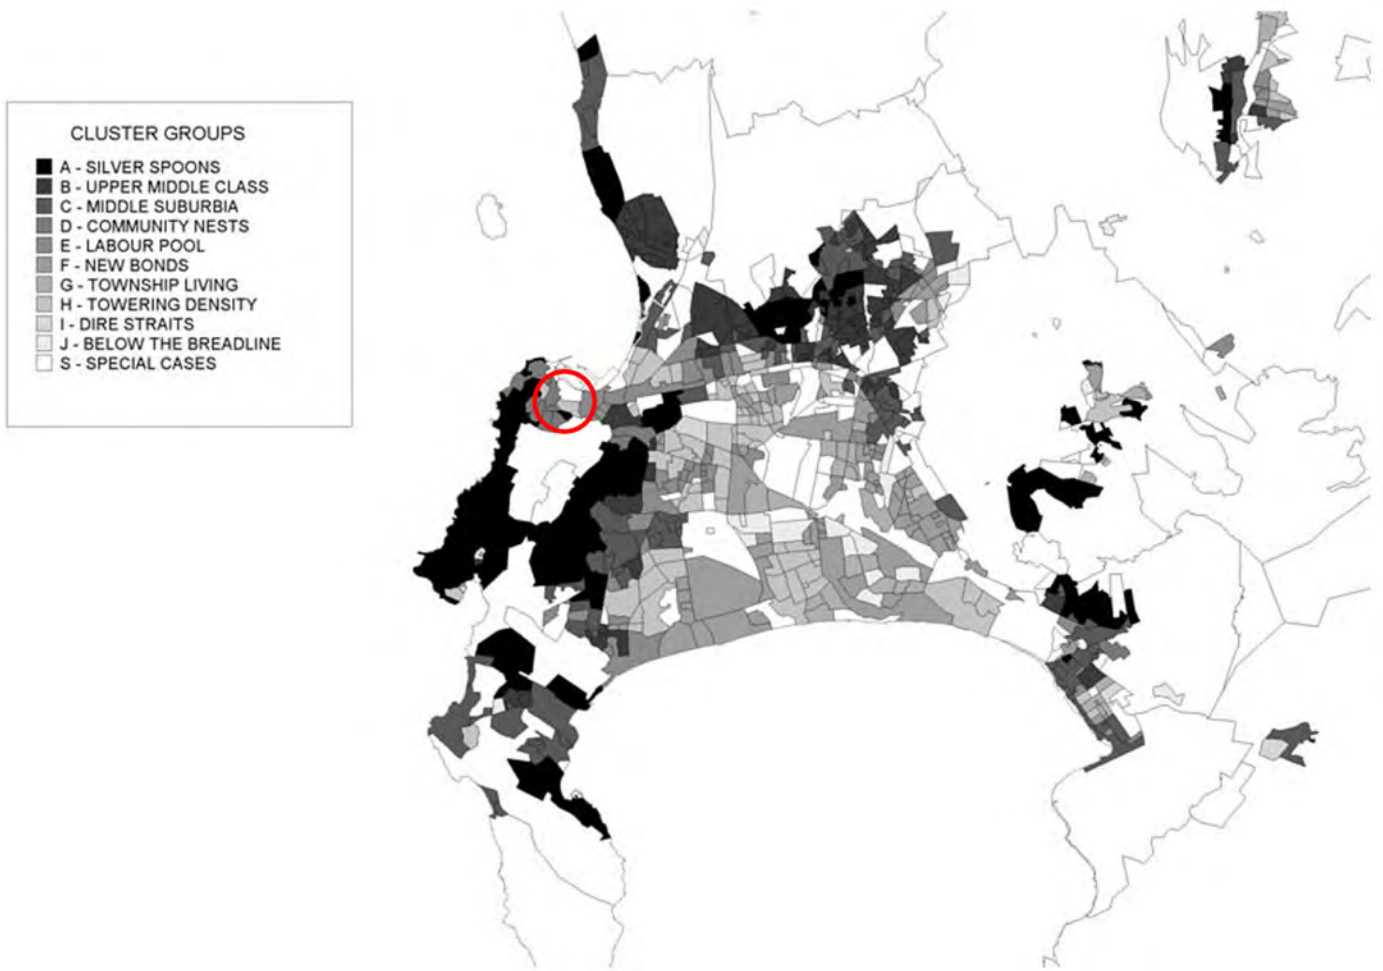 CLUSTER GROUPS
A - SILVER SPOONS
B - UPPER MIDDLE CLASS
C - MIDDLE SUBURBIA
D - COMMUNITY NESTS
E - LABOUR POOL
F - NEW BONDS
G - TOWNSHIP LIVING
H - TOWERING DENSITY
I - DIRE STRAITS
J - BELOW THE BREADLINE
S - SPECIAL CASES